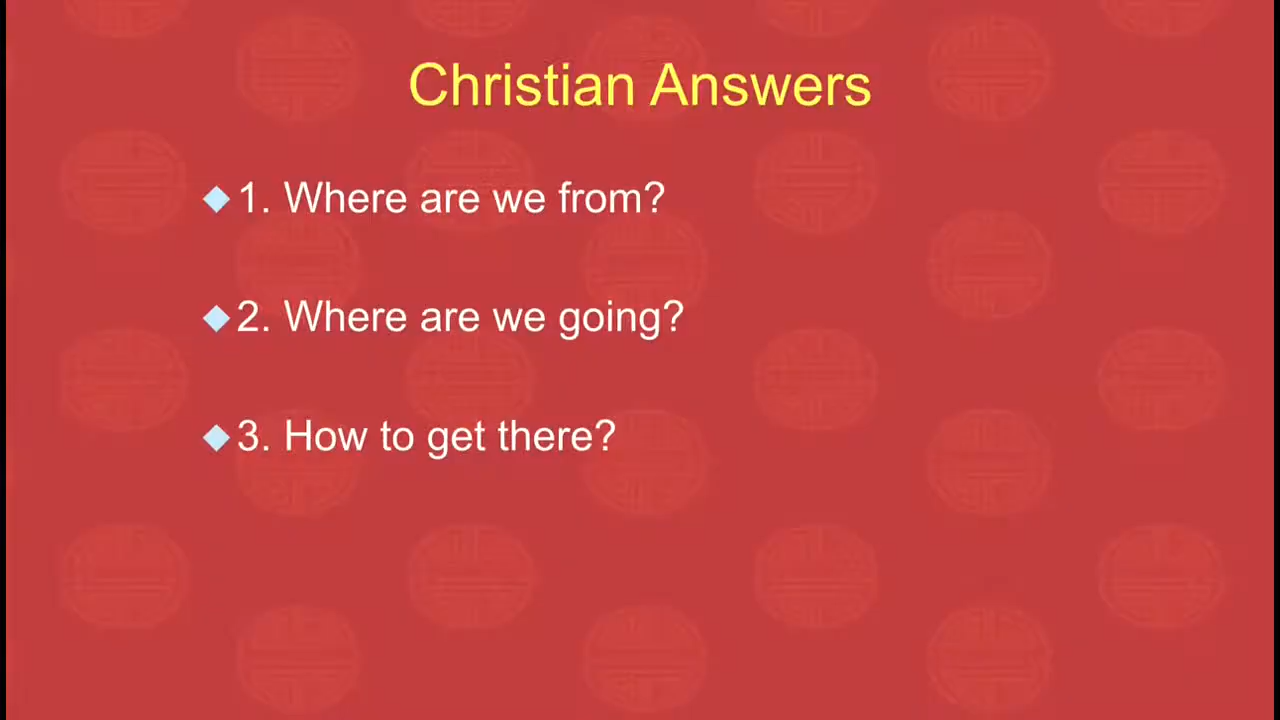 Christian Answers
1. Where are we from?
2. Where are we going?
3. How to get there?